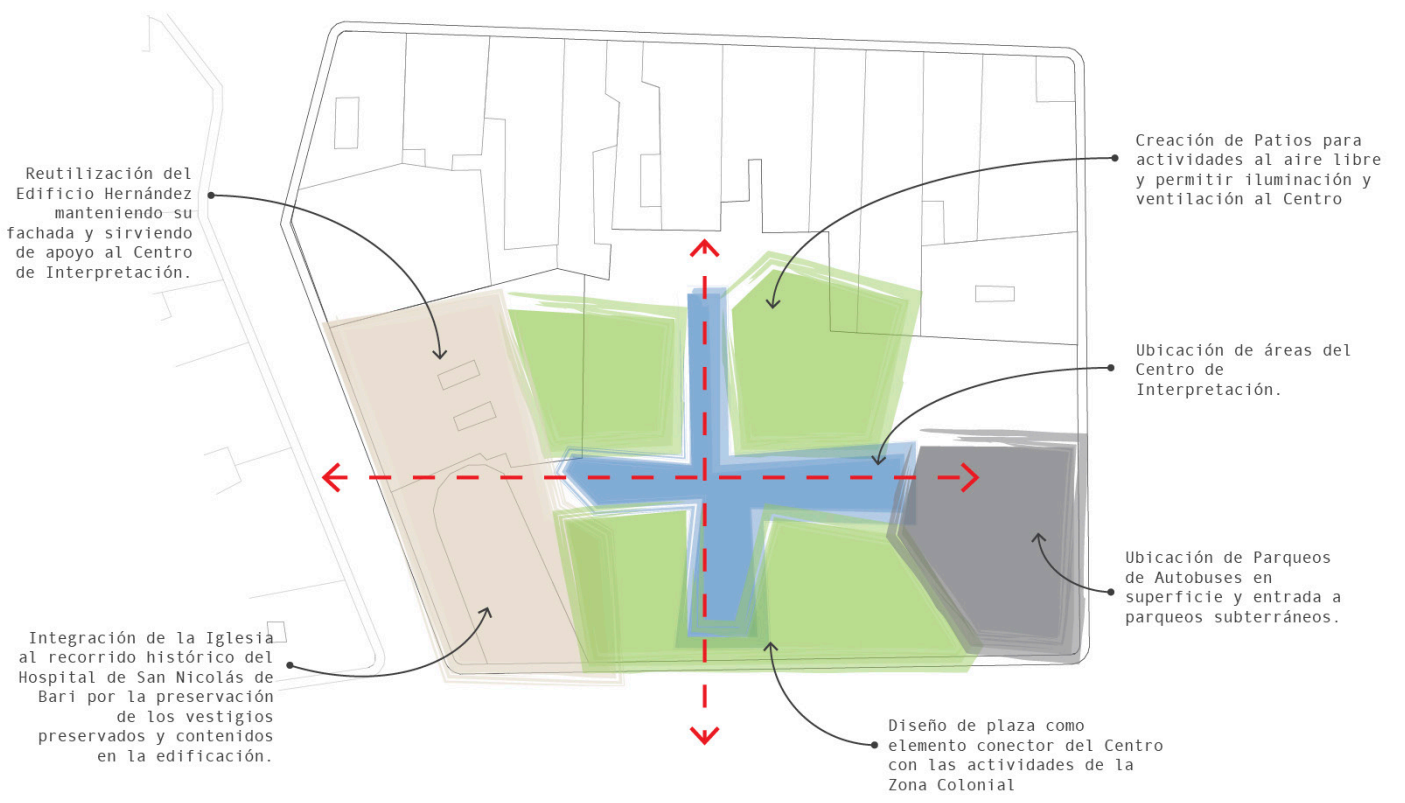 Reutilización del
Edificio Hernández
manteniendo su
fachada y sirviendo
de apoyo al Centro
de Interpretación.
Integración de la Iglesia
al recorrido histórico del
Hospital de San Nicolás de
Bari por la preservación
de los vestigios
preservados y contenidos
en la edificación.
Creación de Patios para
actividades al aire libre
y permitir iluminación y
ventilación al Centro
Ubicación de áreas del
Centro de
Interpretación.
Ubicación de Parqueos
de Autobuses en
superficie y entrada a
parqueos subterráneos.
Diseño de plaza como
elemento conector del Centro
con las actividades de la
Zona Colonial